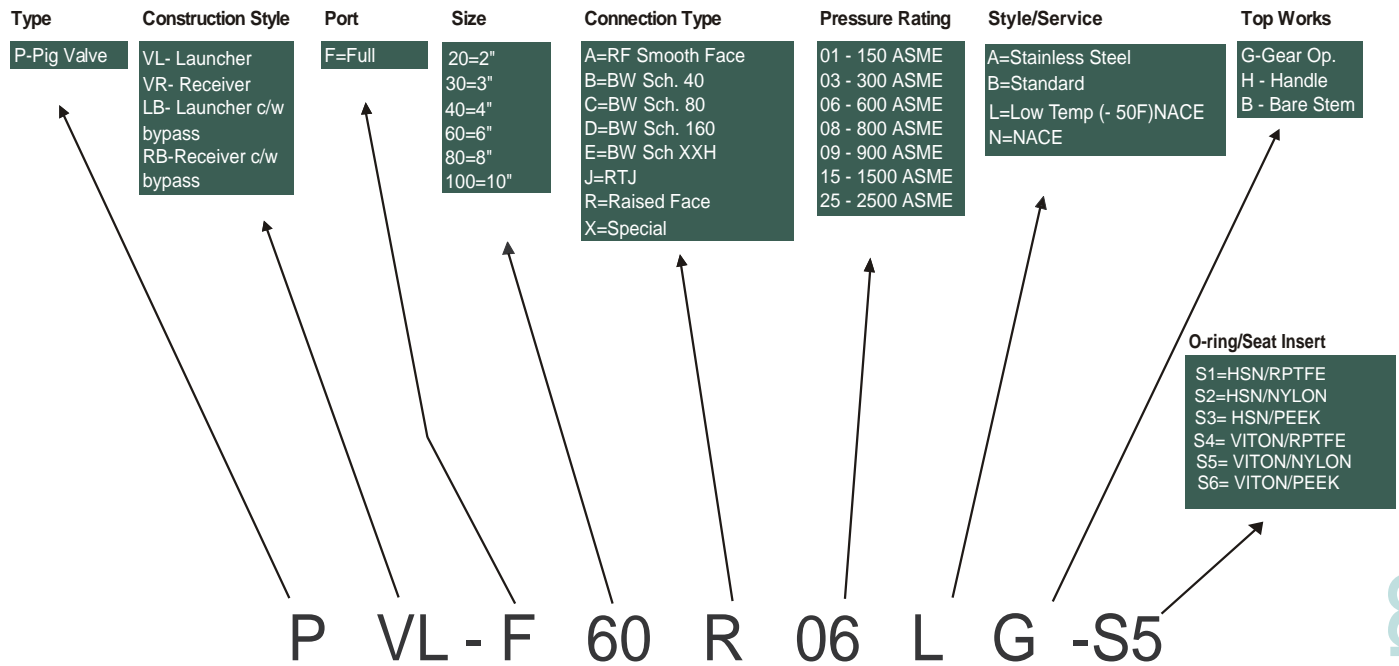 Type
P-Pig Valve
Construction Style
VL- Launcher
VR- Receiver
LB- Launcher c/w
bypass
RB-Receiver c/w
bypass
Port
F=Full
Size
20=2"
30=3"
40=4"
60=6"
80=8"
100=10"
Connection Type
A=RF Smooth Face
B=BW Sch. 40
C=BW Sch. 80
D=BW Sch. 160
E=BW Sch XXH
J=RTJ
R=Raised Face
X=Special
Pressure Rating
01 - 150 ASME
03 - 300 ASME
06 - 600 ASME
08 - 800 ASME
09 - 900 ASME
15 - 1500 ASME
25 - 2500 ASME
Style/Service
A=Stainless Steel
B=Standard
L=Low Temp (- 50F)NACE
N=NACE
Top Works
G-Gear Op.
H - Handle
B - Bare Stem
O-ring/Seat Insert
S1=HSN/RPTFE
S2=HSN/NYLON
S3= HSN/PEEK
S4= VITON/RPTFE
S5= VITON/NYLON
S6= VITON/PEEK
P VL - F 60 R 06 L G -S5